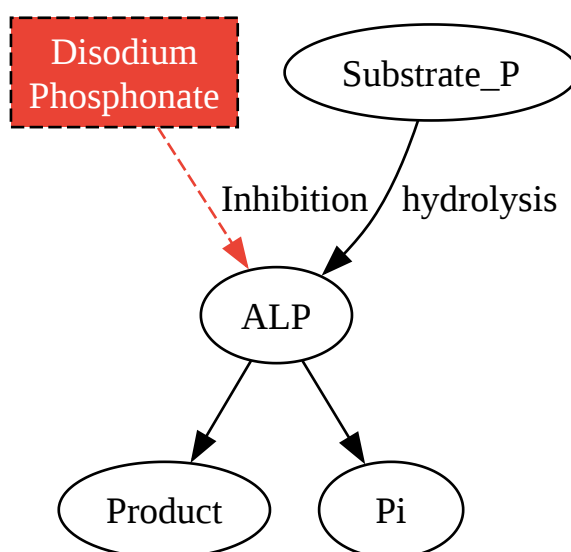 Disodium
Phosphonate
Substrate_P
Inhibition
hydrolysis
ALP
Product
Pi